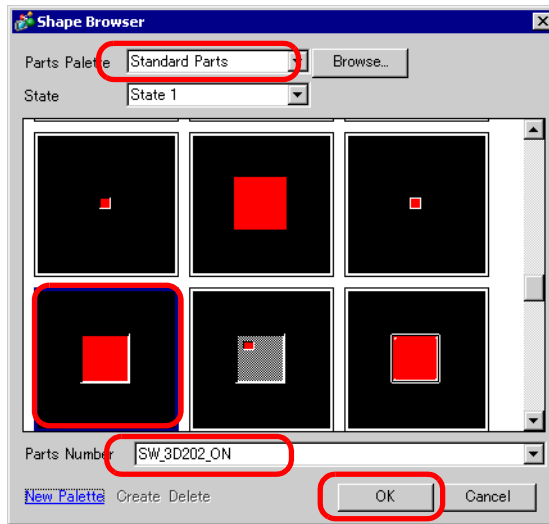 Shape Browser
Parts Palette Standard Parts Browse...
State State 1
Parts Number SW_3D202_ON
New Palette Create Delete OK Cancel